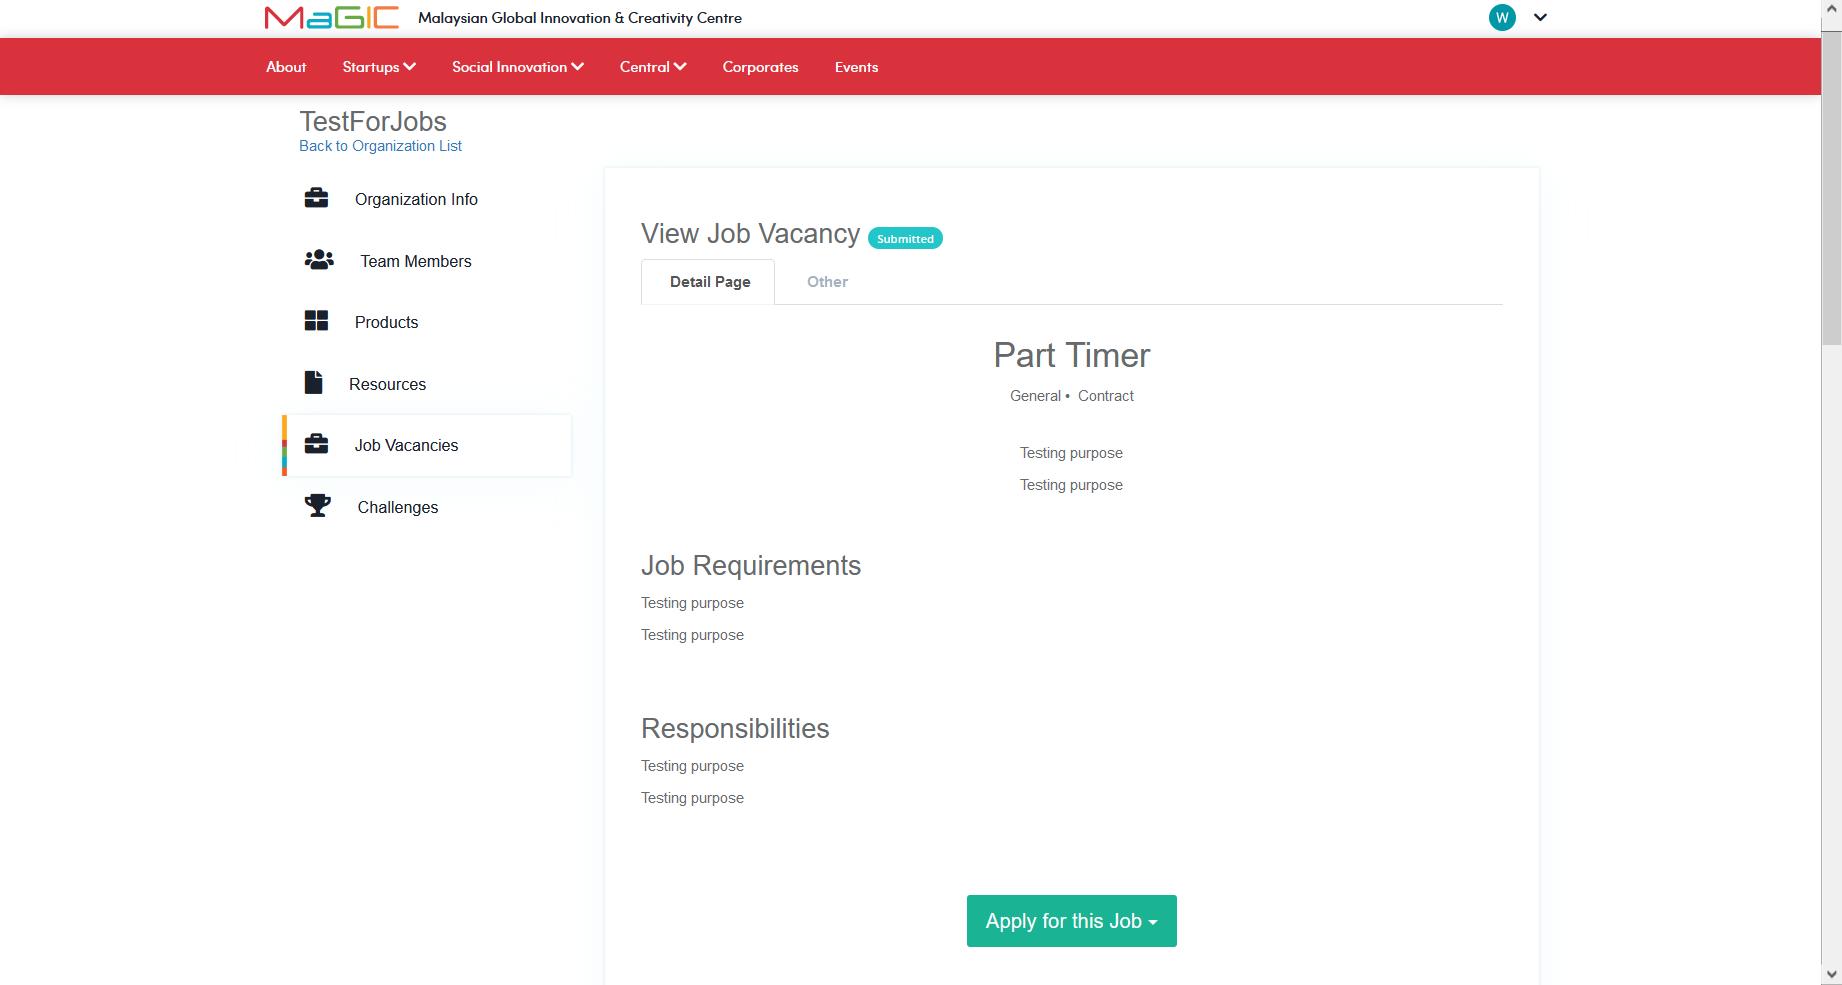 MaGIC Malaysian Global Innovation & Creativity Centre W
About Startups Social Innovation Central Corporates Events
TestForJobs
Back to Organization List
Organization Info
Team Members
Products
Resources
Job Vacancies
Challenges
View Job Vacancy Submitted
Detail Page Other
Part Timer
General • Contract
Testing purpose
Testing purpose
Job Requirements
Testing purpose
Testing purpose
Responsibilities
Testing purpose
Testing purpose
Apply for this Job